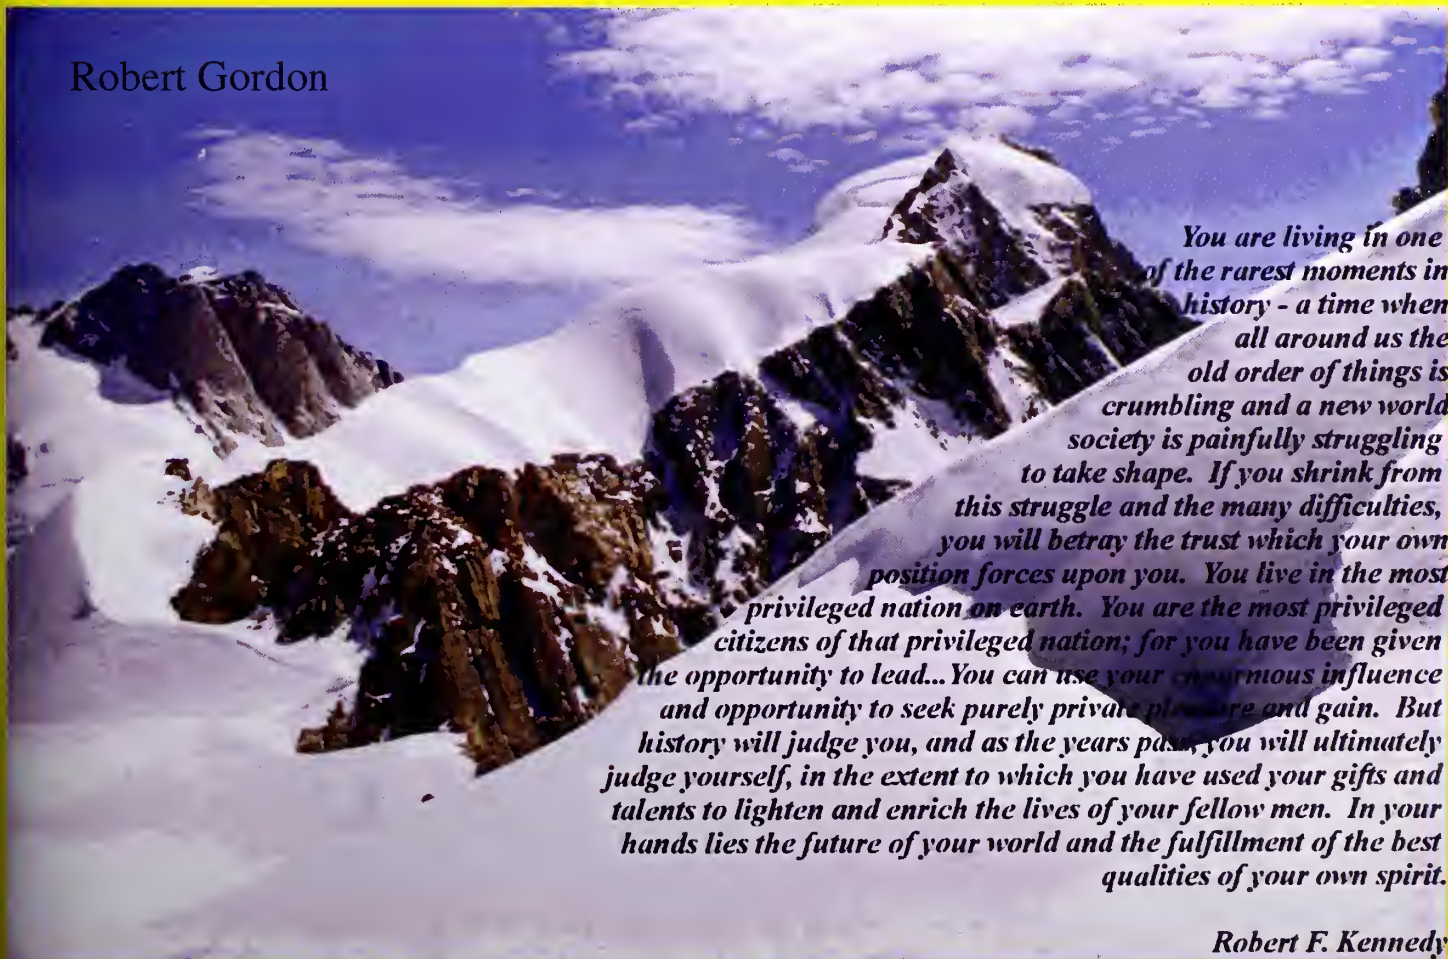 Robert Gordon
You are living in one
of the rarest moments in
history - a time when
all around us the
old order of things is
crumbling and a new world
society is painfully struggling
to take shape.  If you shrink from
this struggle and the many difficulties,
you will betray the trust which your own
position forces upon you.  You live in the most
privileged nation on earth.  You are the most privileged
citizens of that privileged nation; for you have been given
the opportunity to lead... You can use your enourmous influence
and opportunity to seek purely private pleasure and gain.  But
history will judge you, and as the years pass, you will ultimately
judge yourself, in the extent to which you have used your gifts and
talents to lighten and enrich the lives of your fellow men.  In your
hands lies the future of your world and the fulfillment of the best
qualities of your own spirit.
Robert F. Kennedy